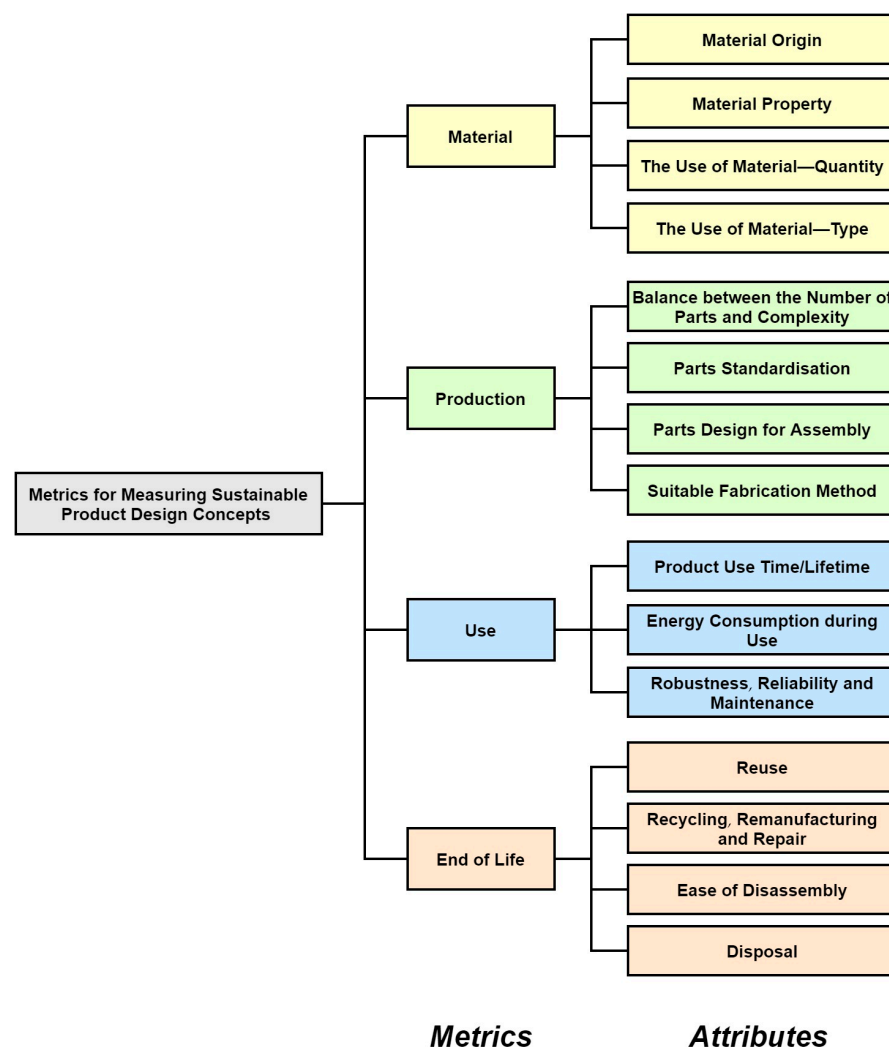 Metrics for Measuring Sustainable
Product Design Concepts
Material
Material Origin
Material Property
The Use of Material—Quantity
The Use of Material—Type
Production
Balance between the Number of
Parts and Complexity
Parts Standardisation
Parts Design for Assembly
Suitable Fabrication Method
Use
Product Use Time/Lifetime
Energy Consumption during
Use
Robustness, Reliability and
Maintenance
End of Life
Reuse
Recycling, Remanufacturing
and Repair
Ease of Disassembly
Disposal
Metrics
Attributes